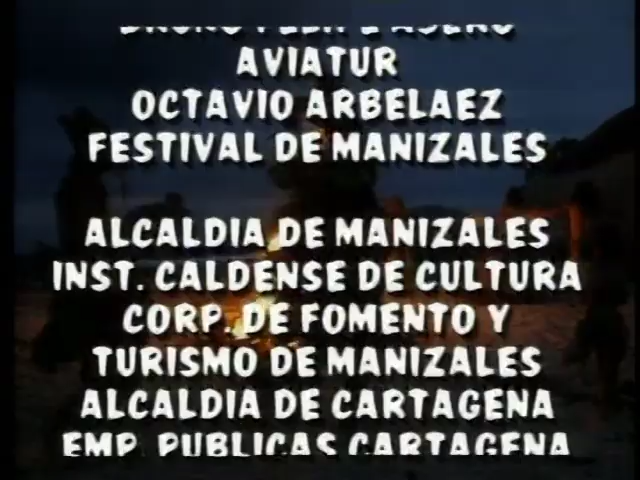 AVIATUR
OCTAVIO ARBELAEZ
FESTIVAL DE MANIZALES
ALCALDIA DE MANIZALES
INST. CALDENSE DE CULTURA
CORP. DE FOMENTO Y
TURISMO DE MANIZALES
ALCALDIA DE CARTAGENA
EMP. PUBLICAS CARTAGENA